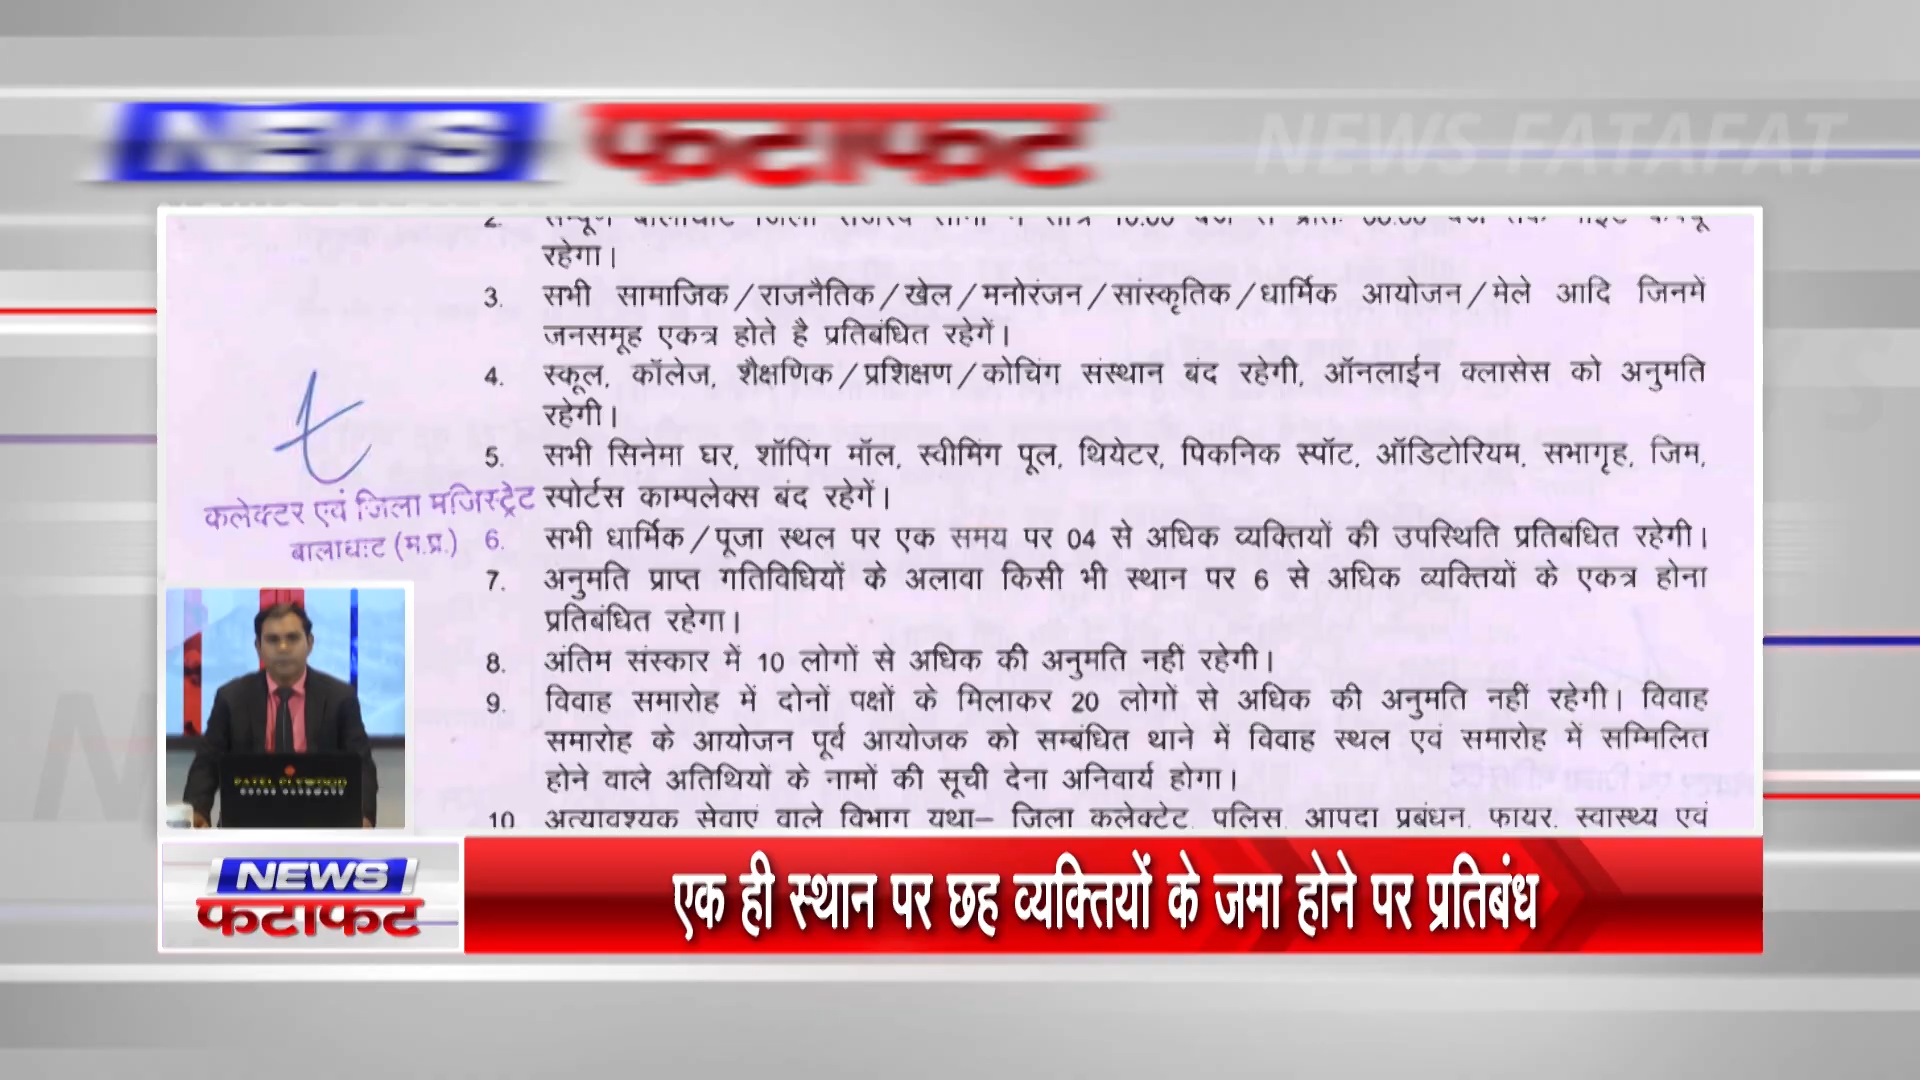 NEWS फटाफट
NEWS FATAFAT
2.
रहेगा।
3. सभी सामाजिक/राजनैतिक/खेल/मनोरंजन/सांस्कृतिक/धार्मिक आयोजन/मेले आदि जिनमें
जनसमूह एकत्र होते है प्रतिबंधित रहेगें।
4. स्कूल, कॉलेज, शैक्षणिक/प्रशिक्षण/कोचिंग संस्थान बंद रहेगी, ऑनलाईन क्लासेस को अनुमति
रहेगी।
5. सभी सिनेमा घर, शॉपिंग मॉल, स्वीमिंग पूल, थियेटर, पिकनिक स्पॉट, ऑडिटोरियम, सभागृह, जिम,
स्पोर्टस काम्पलेक्स बंद रहेगें।
कलेक्टर एवं जिला मजिस्ट्रेट
बालाघाट (म.प्र.)
6. सभी धार्मिक/पूजा स्थल पर एक समय पर 04 से अधिक व्यक्तियों की उपस्थिति प्रतिबंधित रहेगी।
7. अनुमति प्राप्त गतिविधियों के अलावा किसी भी स्थान पर 6 से अधिक व्यक्तियों के एकत्र होना
प्रतिबंधित रहेगा।
8. अंतिम संस्कार में 10 लोगों से अधिक की अनुमति नहीं रहेगी।
9. विवाह समारोह में दोनों पक्षों के मिलाकर 20 लोगों से अधिक की अनुमति नहीं रहेगी। विवाह
समारोह के आयोजन पूर्व आयोजक को सम्बंधित थाने में विवाह स्थल एवं समारोह में सम्मिलित
होने वाले अतिथियों के नामों की सूची देना अनिवार्य होगा।
10 अत्यावश्यक सेवाएं वाले विभाग यथा– जिला कलेक्टेट, पुलिस, आपदा प्रबंधन, फायर, स्वास्थ्य एवं
PATEL PLYWOOD
NEWS
फटाफट
एक ही स्थान पर छह व्यक्तियों के जमा होने पर प्रतिबंध